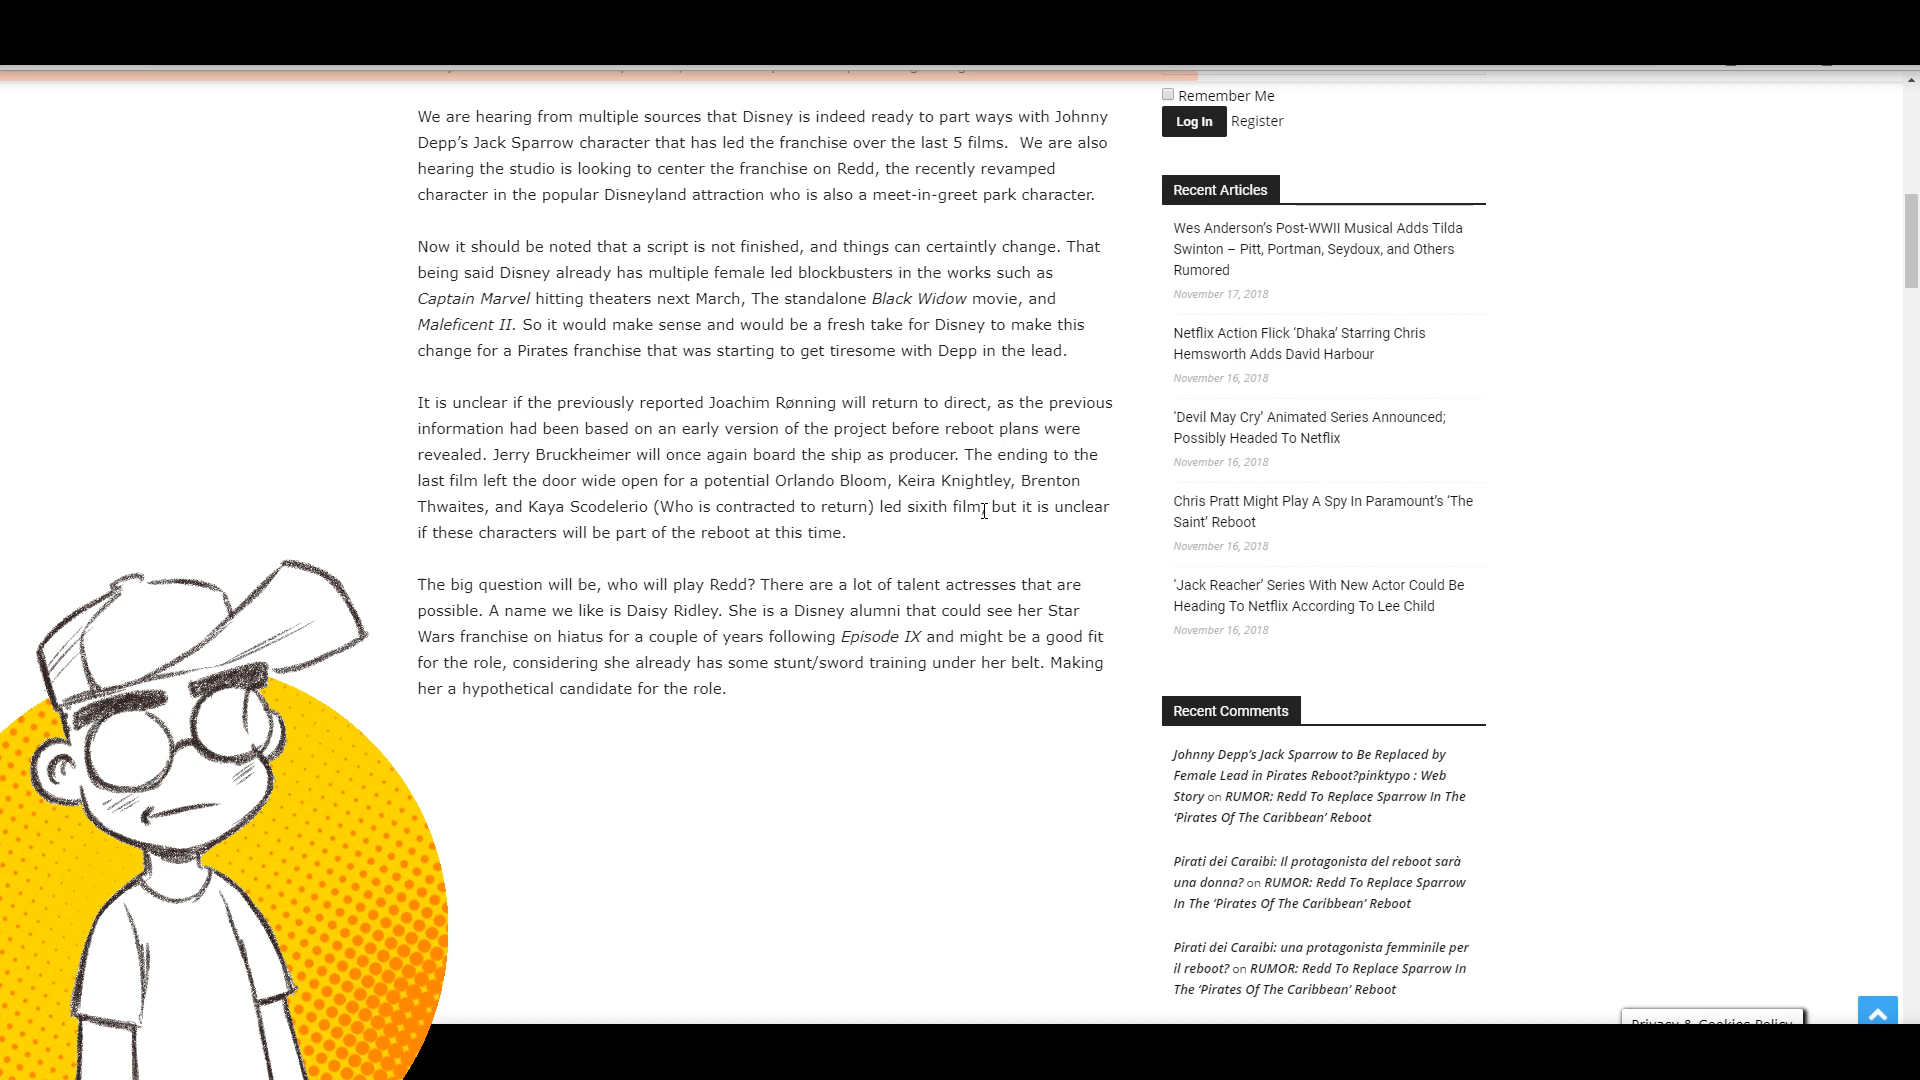 We are hearing from multiple sources that Disney is indeed ready to part ways with Johnny
Depp’s Jack Sparrow character that has led the franchise over the last 5 films.  We are also
hearing the studio is looking to center the franchise on Redd, the recently revamped
character in the popular Disneyland attraction who is also a meet-in-greet park character.
Now it should be noted that a script is not finished, and things can certaintly change. That
being said Disney already has multiple female led blockbusters in the works such as
Captain Marvel hitting theaters next March, The standalone Black Widow movie, and
Maleficent II. So it would make sense and would be a fresh take for Disney to make this
change for a Pirates franchise that was starting to get tiresome with Depp in the lead.
It is unclear if the previously reported Joachim Rønning will return to direct, as the previous
information had been based on an early version of the project before reboot plans were
revealed. Jerry Bruckheimer will once again board the ship as producer. The ending to the
last film left the door wide open for a potential Orlando Bloom, Keira Knightley, Brenton
Thwaites, and Kaya Scodelerio (Who is contracted to return) led sixth film, but it is unclear
if these characters will be part of the reboot at this time.
The big question will be, who will play Redd? There are a lot of talent actresses that are
possible. A name we like is Daisy Ridley. She is a Disney alumni that could see her Star
Wars franchise on hiatus for a couple of years following Episode IX and might be a good fit
for the role, considering she already has some stunt/sword training under her belt. Making
her a hypothetical candidate for the role.
Remember Me
Log In Register
Recent Articles
Wes Anderson’s Post-WWII Musical Adds Tilda
Swinton – Pitt, Portman, Seydoux, and Others
Rumored
November 17, 2018
Netflix Action Flick ‘Dhaka’ Starring Chris
Hemsworth Adds David Harbour
November 16, 2018
‘Devil May Cry’ Animated Series Announced;
Possibly Headed To Netflix
November 16, 2018
Chris Pratt Might Play A Spy In Paramount’s ‘The
Saint’ Reboot
November 16, 2018
‘Jack Reacher’ Series With New Actor Could Be
Heading To Netflix According To Lee Child
November 16, 2018
Recent Comments
Johnny Depp’s Jack Sparrow to Be Replaced by
Female Lead in Pirates Reboot?pinktypo : Web
Story on RUMOR: Redd To Replace Sparrow In The
‘Pirates Of The Caribbean’ Reboot
Pirati dei Caraibi: Il protagonista del reboot sarà
una donna? on RUMOR: Redd To Replace Sparrow
In The ‘Pirates Of The Caribbean’ Reboot
Pirati dei Caraibi: una protagonista femminile per
il reboot? on RUMOR: Redd To Replace Sparrow In
The ‘Pirates Of The Caribbean’ Reboot
Privacy & Cookies Policy